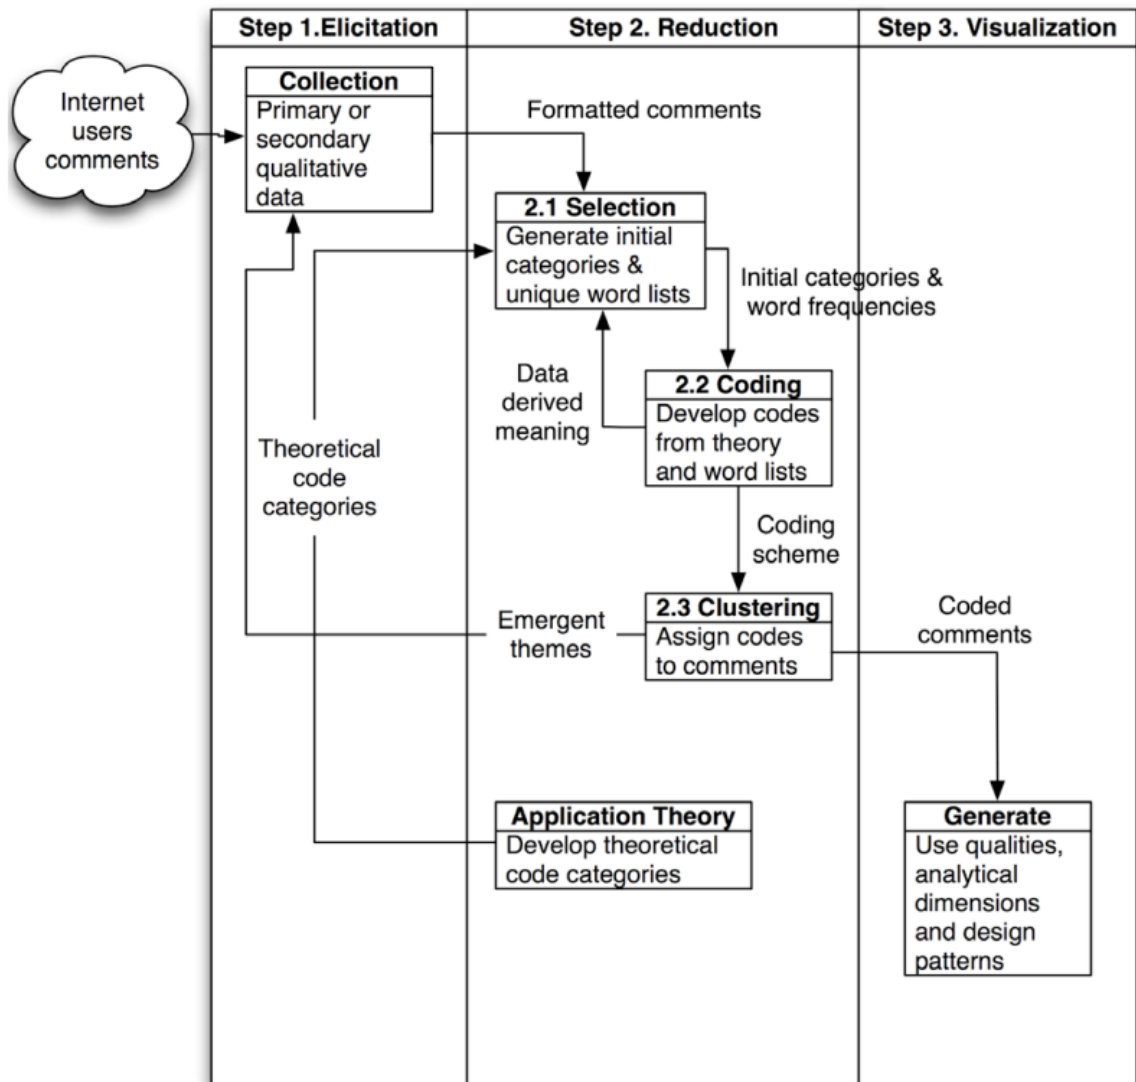 Step 1.Elicitation
Step 2. Reduction
Step 3. Visualization
Internet
users
comments
Collection
Primary or
secondary
qualitative
data
Formatted comments
2.1 Selection
Generate initial
categories &
unique word lists
Initial categories &
word frequencies
Data
derived
meaning
2.2 Coding
Develop codes
from theory
and word lists
Theoretical
code
categories
Coding
scheme
2.3 Clustering
Assign codes
to comments
Emergent
themes
Coded
comments
Application Theory
Develop theoretical
code categories
Generate
Use qualities,
analytical
dimensions
and design
patterns